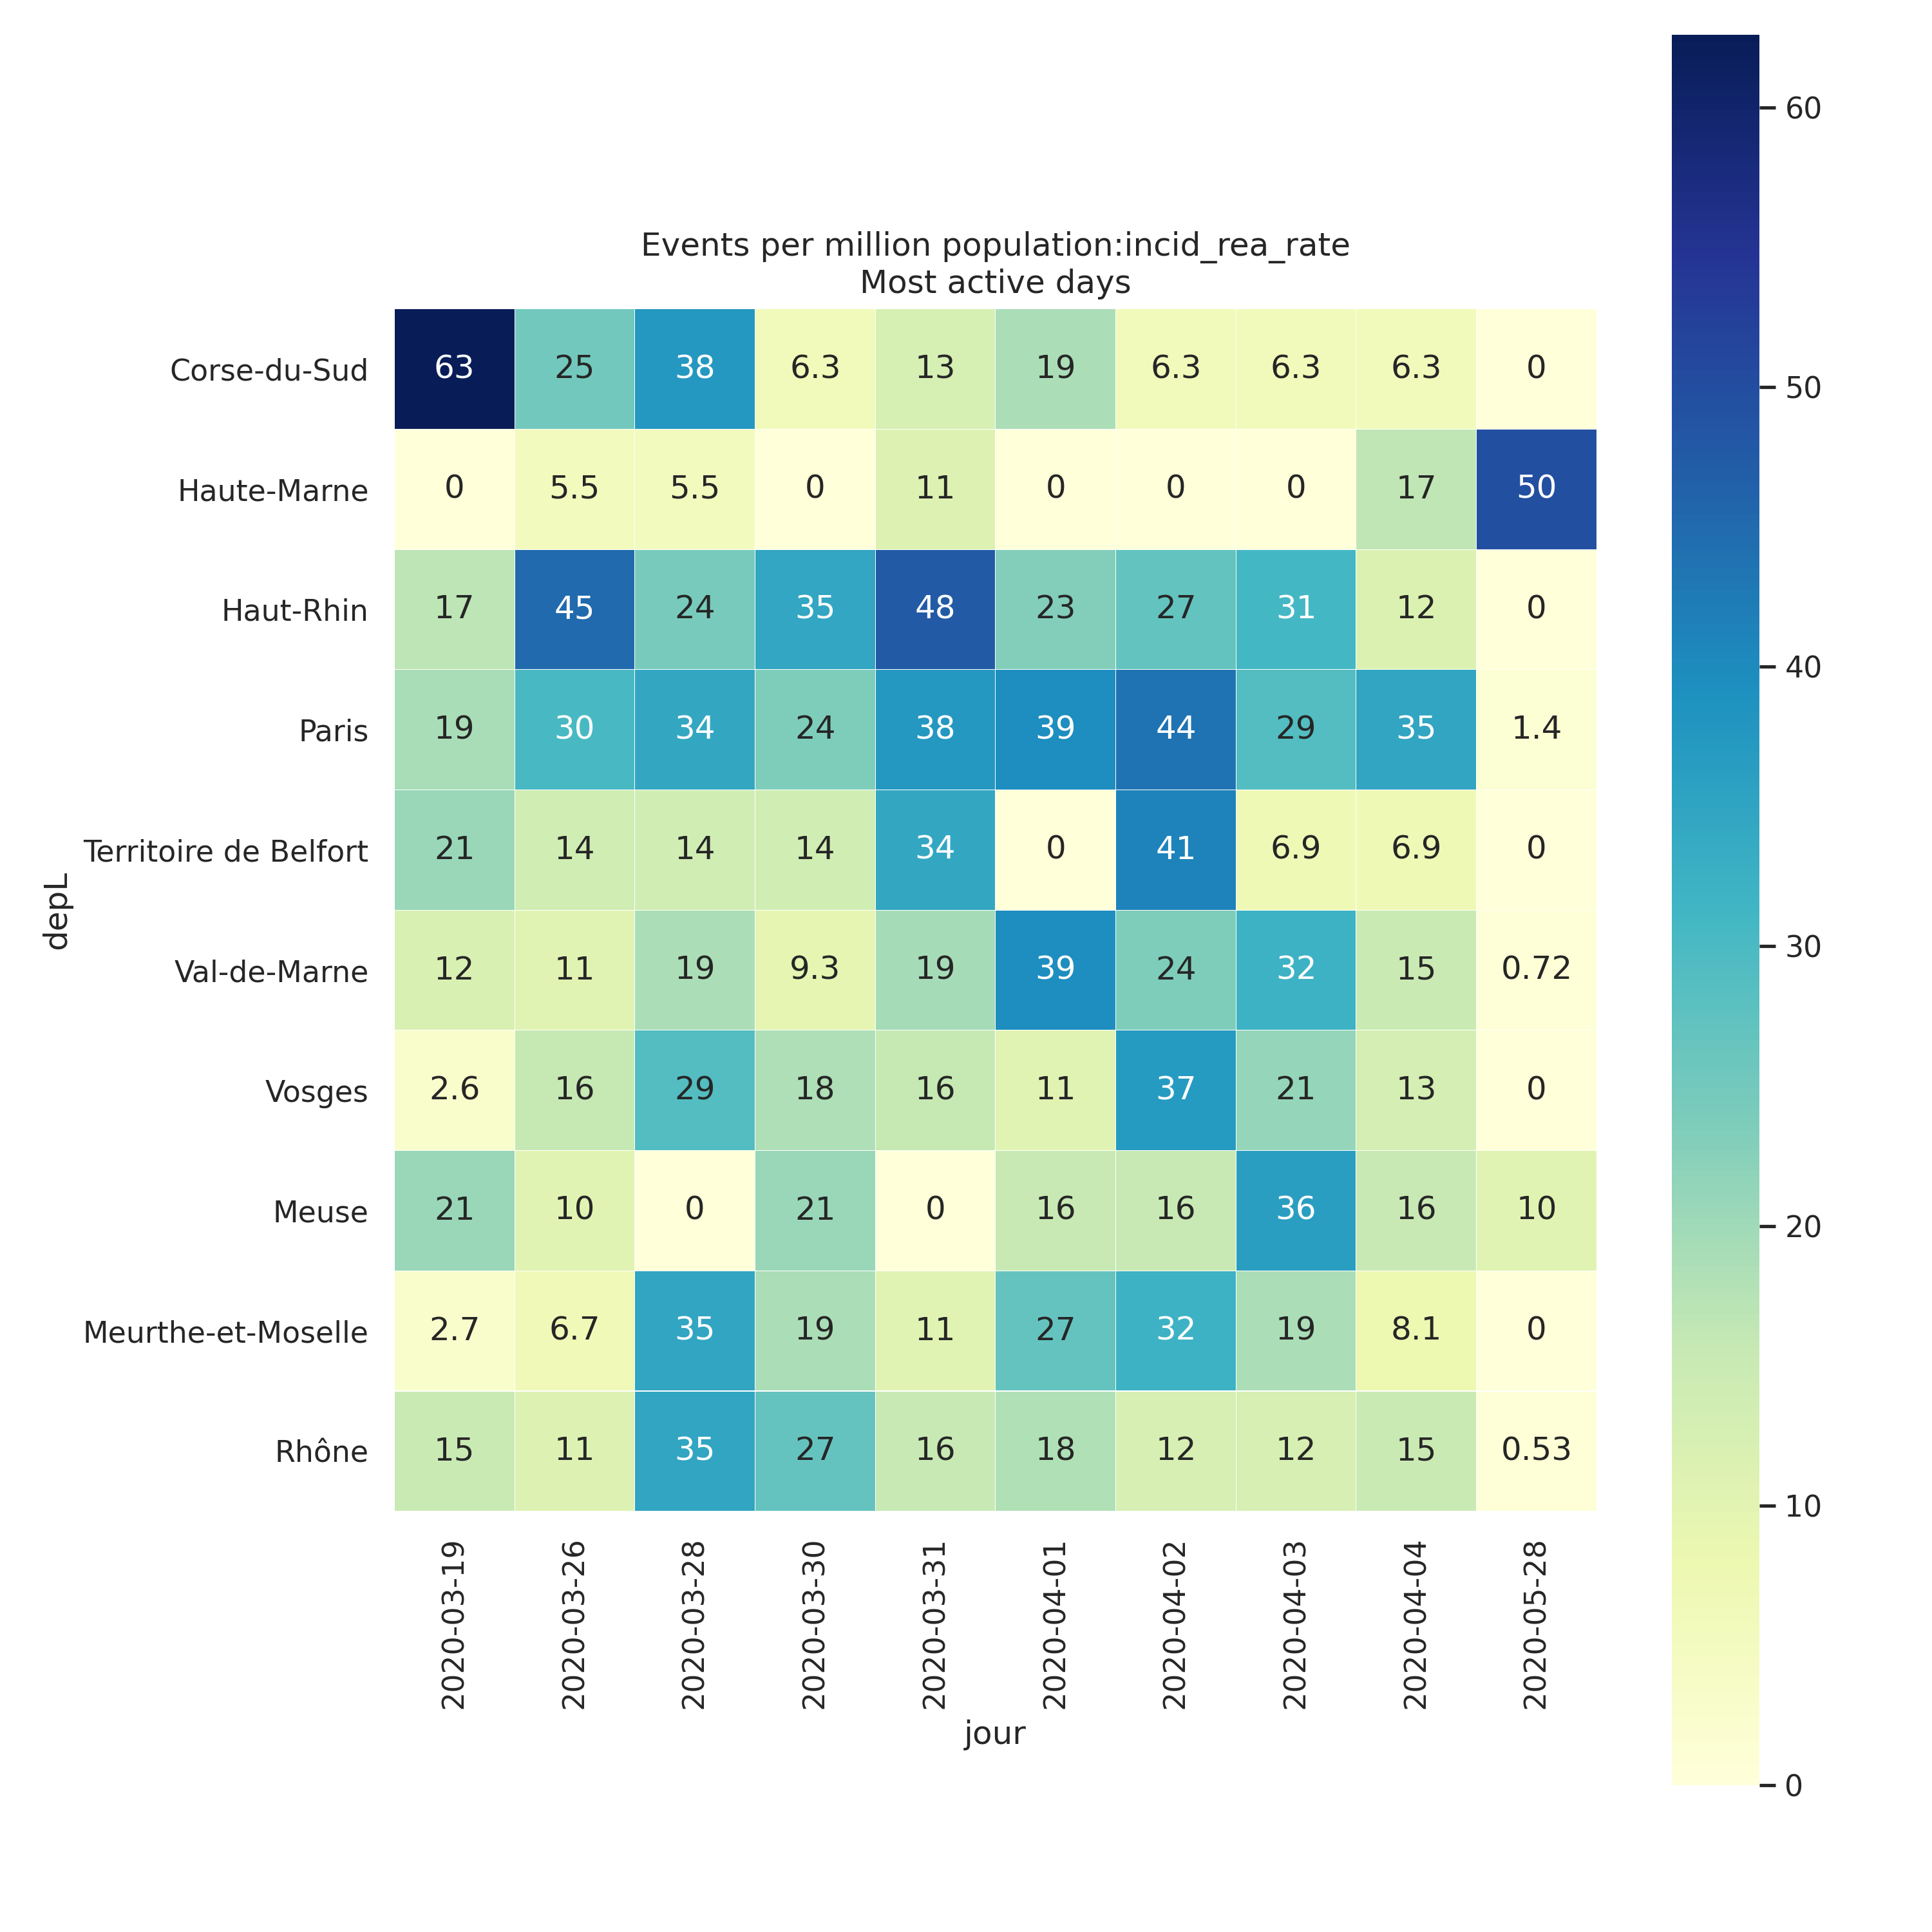 Events per million population:incid_rea_rate
Most active days
depL
Corse-du-Sud 63 25 38 6.3 13 19 6.3 6.3 6.3 0
Haute-Marne 0 5.5 5.5 0 11 0 0 0 17 50
Haut-Rhin 17 45 24 35 48 23 27 31 12 0
Paris 19 30 34 24 38 39 44 29 35 1.4
Territoire de Belfort 21 14 14 14 34 0 41 6.9 6.9 0
Val-de-Marne 12 11 19 9.3 19 39 24 32 15 0.72
Vosges 2.6 16 29 18 16 11 37 21 13 0
Meuse 21 10 0 21 0 16 16 36 16 10
Meurthe-et-Moselle 2.7 6.7 35 19 11 27 32 19 8.1 0
Rhône 15 11 35 27 16 18 12 12 15 0.53
2020-03-19 2020-03-26 2020-03-28 2020-03-30 2020-03-31 2020-04-01 2020-04-02 2020-04-03 2020-04-04 2020-05-28
jour
60
50
40
30
20
10
0